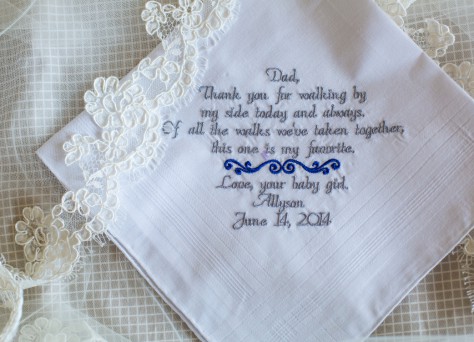 Dad,
Thank you for walking by
my side today and always.
Of all the walks we've taken together,
this one is my favorite.
Love, your baby girl,
Allyson
June 14, 2014